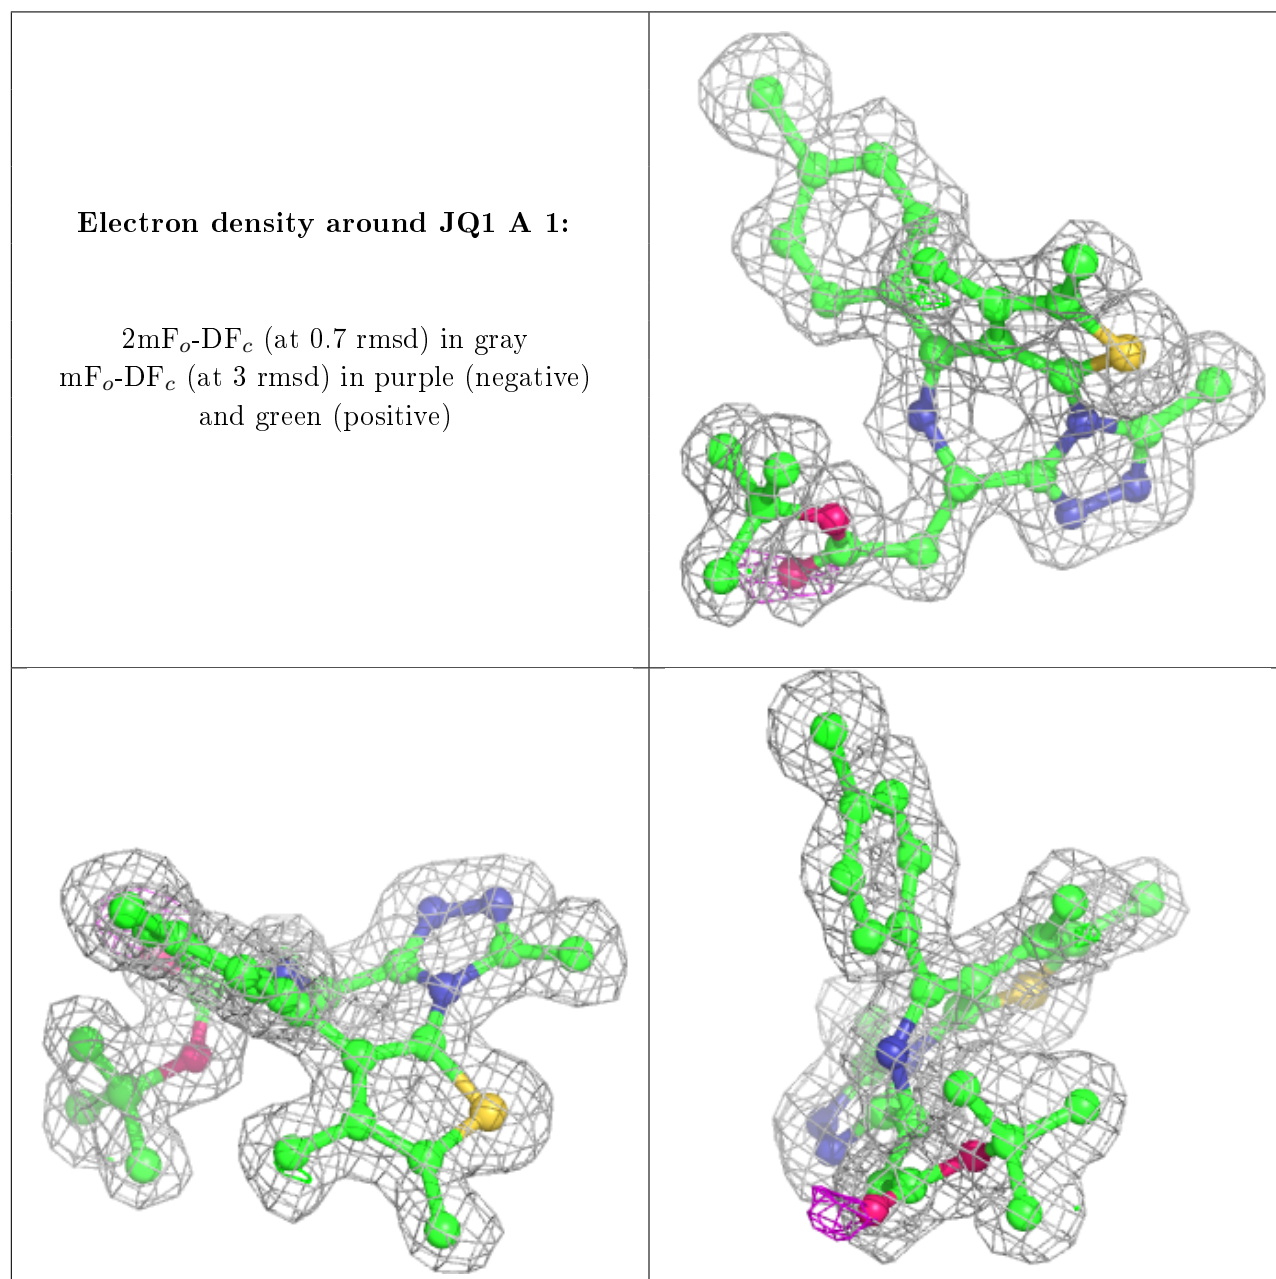 Electron density around JQ1 A 1:
2mFo-DFc (at 0.7 rmsd) in gray
mFo-DFc (at 3 rmsd) in purple (negative)
and green (positive)